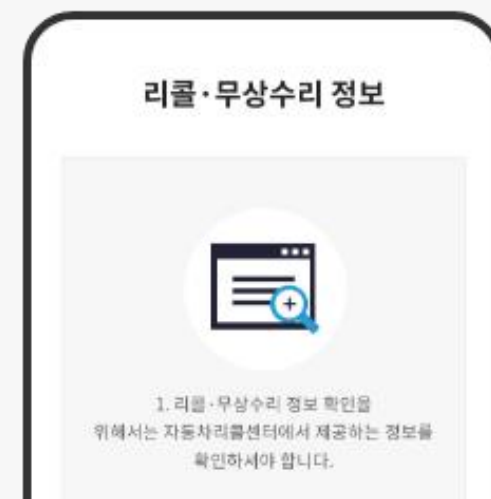 리콜·무상수리 정보
1. 리콜·무상수리 정보 확인을
위해서는 자동차리콜센터에서 제공하는 정보를
확인하셔야 합니다.